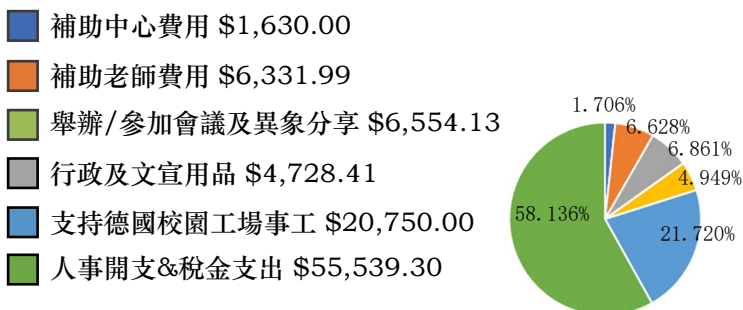 補助中心費用 $1,630.00
補助老師費用 $6,331.99
舉辦/參加會議及異象分享 $6,554.13
行政及文宣用品 $4,728.41
支持德國校園工場事工 $20,750.00
人事開支&稅金支出 $55,539.30
1.706%
6.628%
6.861%
4.949%
21.720%
58.136%